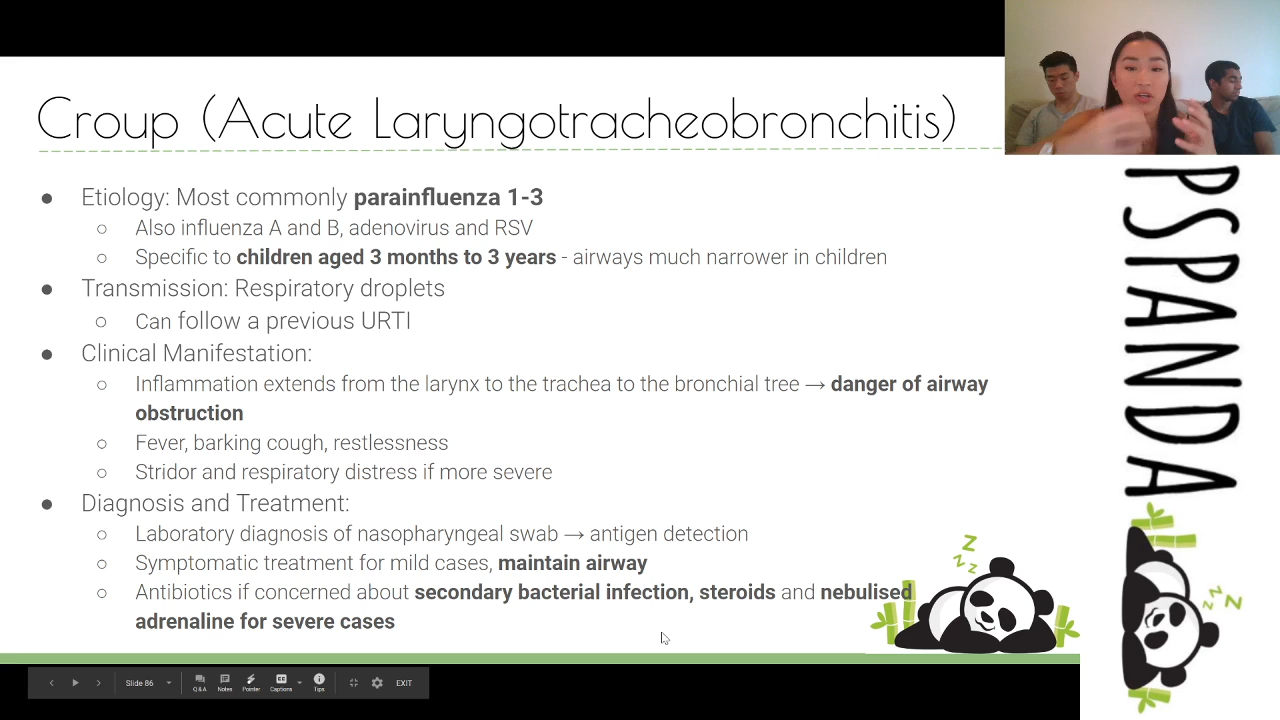 Croup (Acute Laryngotracheobronchitis)
● Etiology: Most commonly parainfluenza 1-3
○ Also influenza A and B, adenovirus and RSV
○ Specific to children aged 3 months to 3 years - airways much narrower in children
● Transmission: Respiratory droplets
○ Can follow a previous URTI
● Clinical Manifestation:
○ Inflammation extends from the larynx to the trachea to the bronchial tree → danger of airway
obstruction
○ Fever, barking cough, restlessness
○ Stridor and respiratory distress if more severe
● Diagnosis and Treatment:
○ Laboratory diagnosis of nasopharyngeal swab → antigen detection
○ Symptomatic treatment for mild cases, maintain airway
○ Antibiotics if concerned about secondary bacterial infection, steroids and nebulised
adrenaline for severe cases
Z
Z Z
PSPANDA
Z Z Z
Slide 86
Q&A
Notes
Pointer
Captions
Tips
EXIT